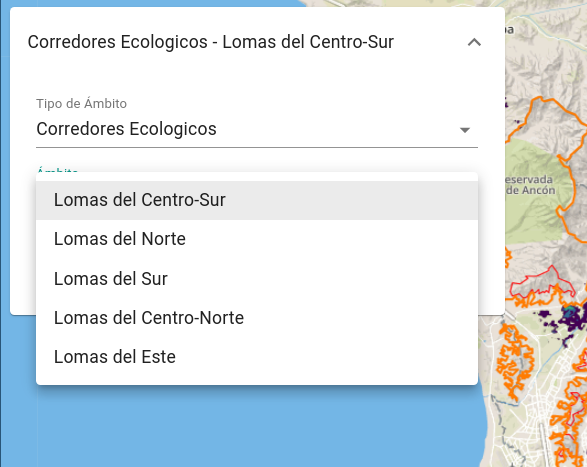 Corredores Ecologicos - Lomas del Centro-Sur
Tipo de Ámbito
Corredores Ecologicos
Ámbito
Lomas del Centro-Sur
Lomas del Norte
Lomas del Sur
Lomas del Centro-Norte
Lomas del Este
eservada
de Ancón